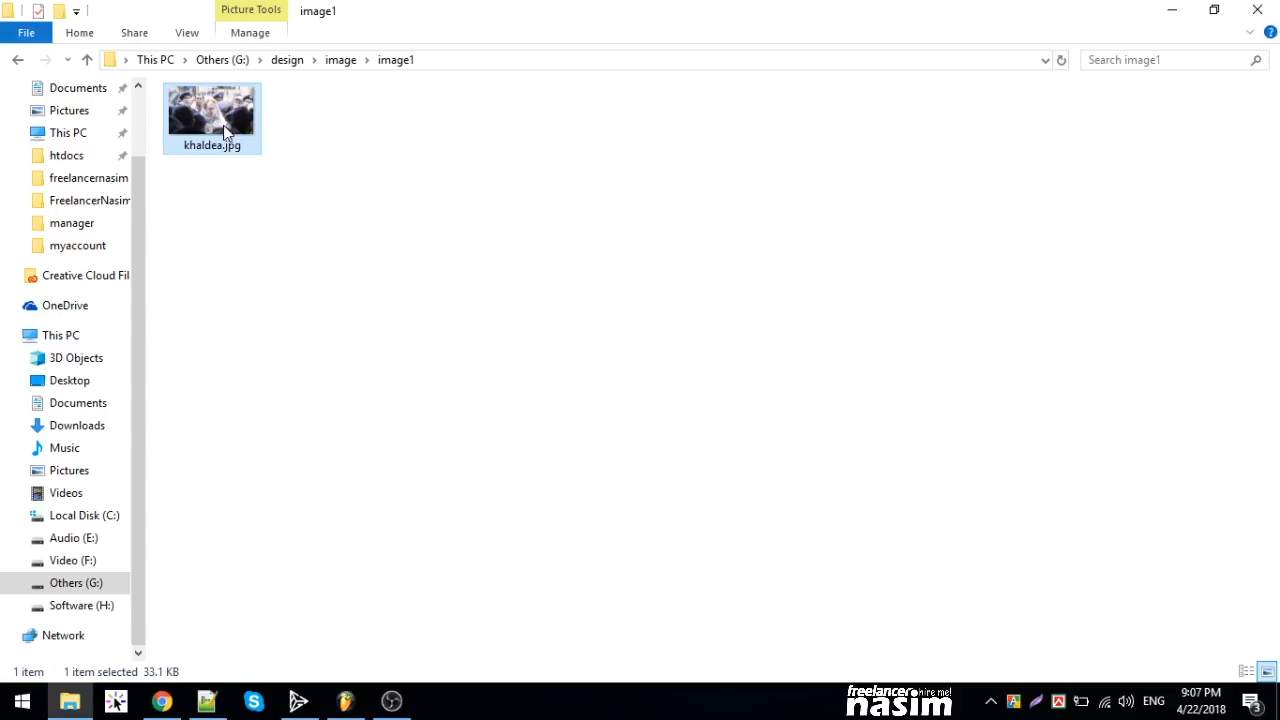 Picture Tools image1
File Home Share View Manage
This PC Others (G:) design image image1 Search image1
Documents
Pictures
This PC
htdocs
freelancernasim
FreelancerNasim
manager
myaccount
Creative Cloud Fil
OneDrive
This PC
3D Objects
Desktop
Documents
Downloads
Music
Pictures
Videos
Local Disk (C:)
Audio (E:)
Video (F:)
Others (G:)
Software (H:)
Network
khaldea.jpg
1 item 1 item selected 33.1 KB
freelancer hire me!
nasim
ENG 9:07 PM
4/22/2018 3